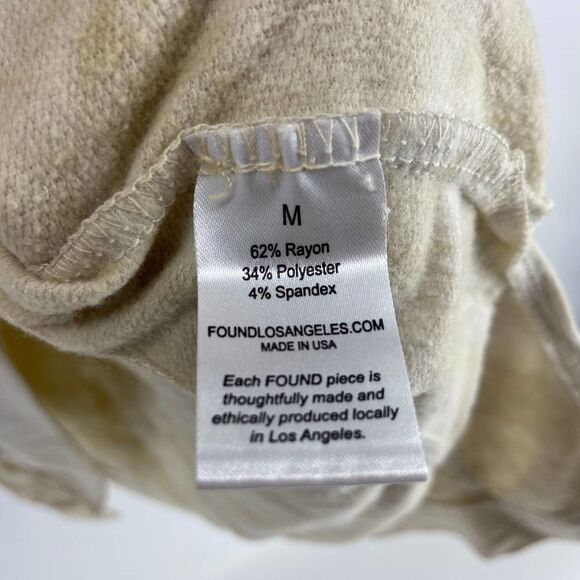 M
62% Rayon
34% Polyester
4% Spandex
FOUNDLOSANGELES.COM
MADE IN USA
Each FOUND piece is
thoughtfully made and
ethically produced locally
in Los Angeles.